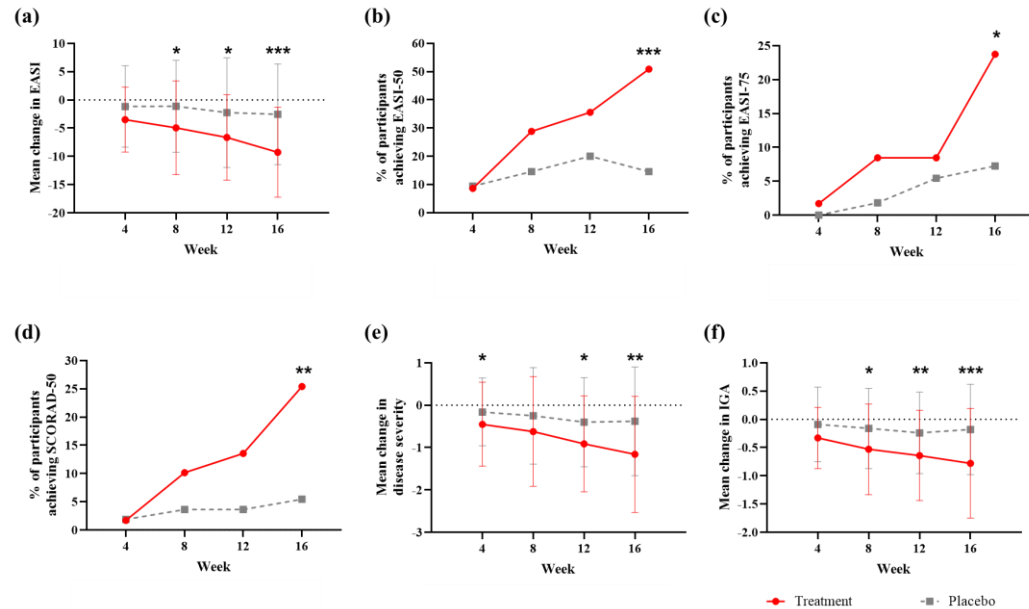 (a)
Mean change in EASI
10
5
0
-5
-10
-15
-20
* * ***
4 8 12 16
Week
(b)
% of participants
achieving EASI-50
60
50
40
30
20
10
0
***
4 8 12 16
Week
(c)
% of participants
achieving EASI-75
25
20
15
10
5
0
*
4 8 12 16
Week
(d)
% of participants
achieving SCORAD-50
30
25
20
15
10
5
0
**
4 8 12 16
Week
(e)
Mean change in
disease severity
1
0
-1
-2
-3
* * **
4 8 12 16
Week
(f)
Mean change in IGA
1.0
0.5
0.0
-0.5
-1.0
-1.5
-2.0
* ** ***
4 8 12 16
Week
Treatment Placebo